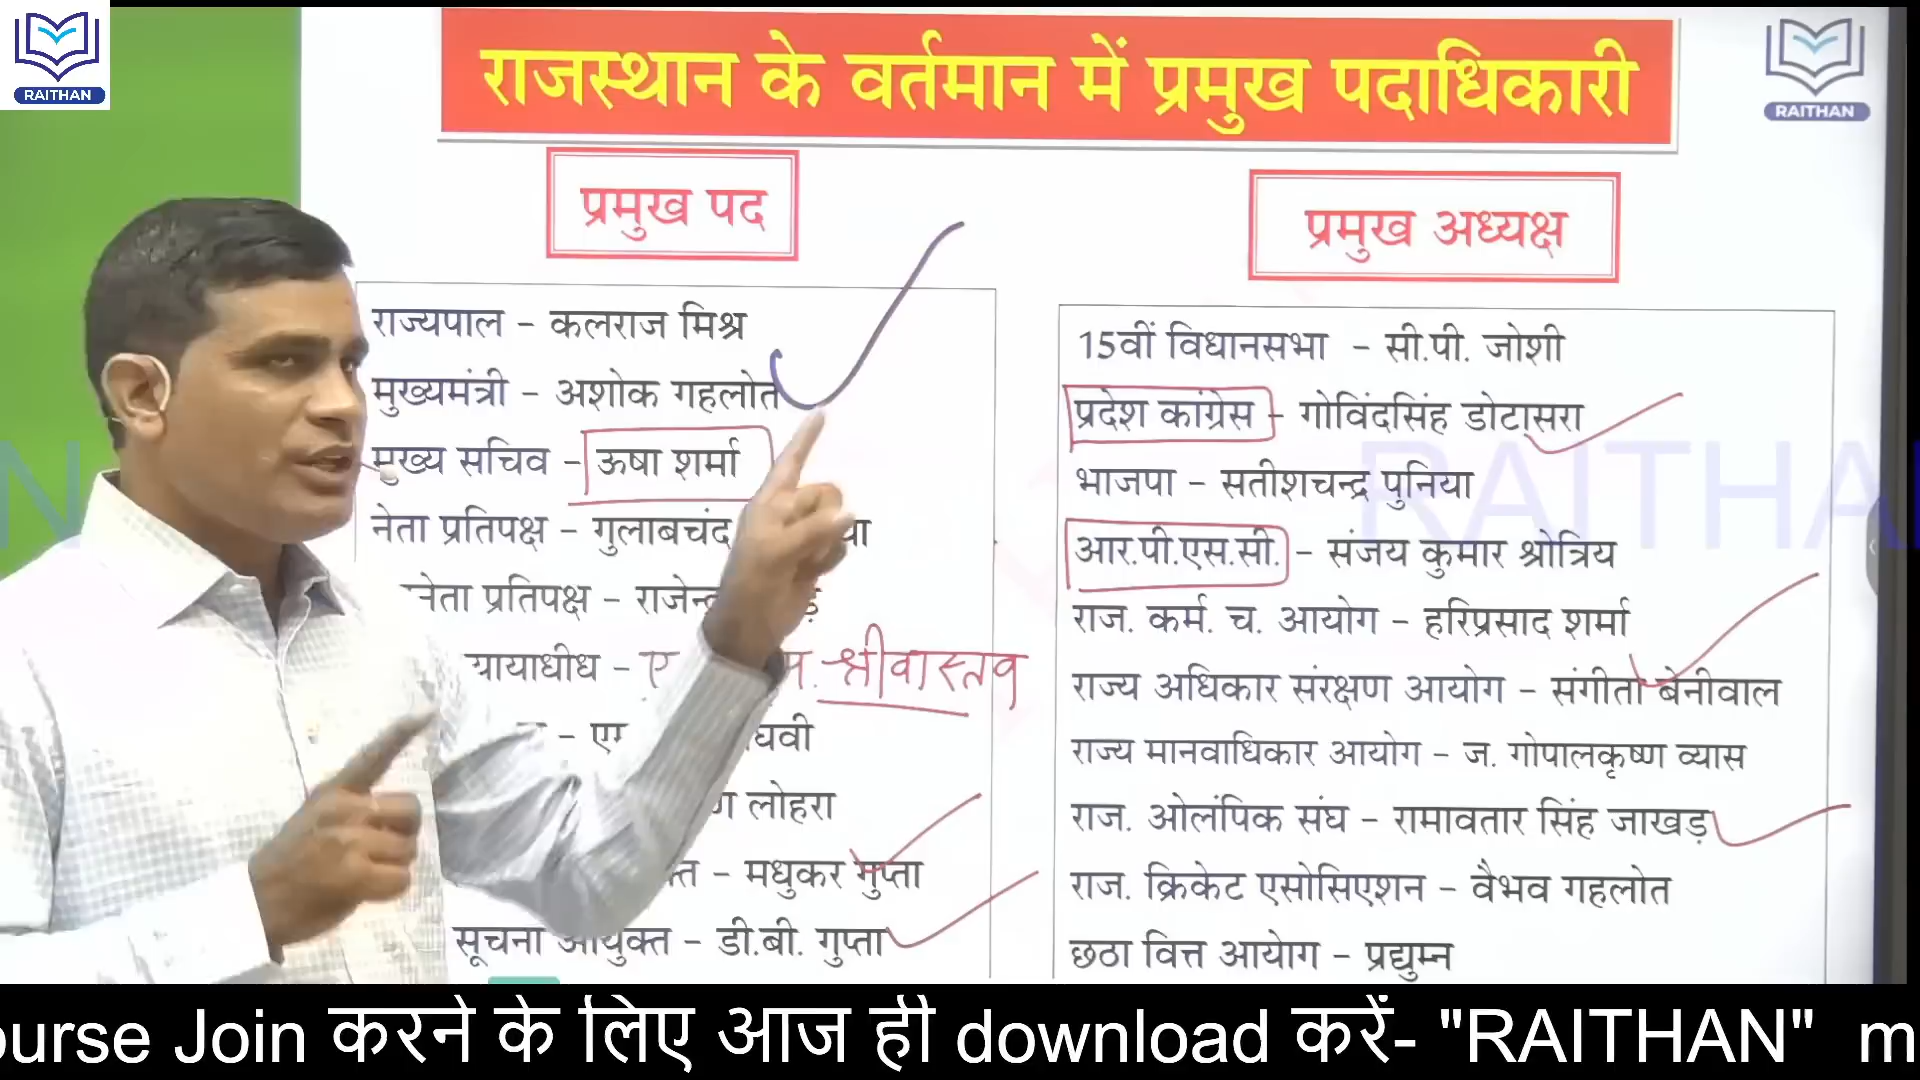 RAITHAN
राजस्थान के वर्तमान में प्रमुख पदाधिकारी
RAITHAN
प्रमुख पद
राज्यपाल – कलराज मिश्र
मुख्यमंत्री – अशोक गहलोत
मुख्य सचिव – ऊषा शर्मा
नेता प्रतिपक्ष – गुलाबचंद
नेता प्रतिपक्ष –
श्रीवास्तव
लोहरा
– मधुकर गुप्ता
सूचना आयुक्त – डी.बी. गुप्ता
प्रमुख अध्यक्ष
15वीं विधानसभा – सी.पी. जोशी
प्रदेश कांग्रेस – गोविंदसिंह डोटासरा
भाजपा – सतीशचन्द्र पुनिया
आर.पी.एस.सी. – संजय कुमार श्रोत्रिय
राज. कर्म. च. आयोग – हरिप्रसाद शर्मा
राज्य अधिकार संरक्षण आयोग – संगीता बेनीवाल
राज्य मानवाधिकार आयोग – ज. गोपालकृष्ण व्यास
राज. ओलंपिक संघ – रामावतार सिंह जाखड़
राज. क्रिकेट एसोसिएशन – वैभव गहलोत
छठा वित्त आयोग – प्रद्युम्न
Join करने के लिए आज ही download करें- "RAITHAN"